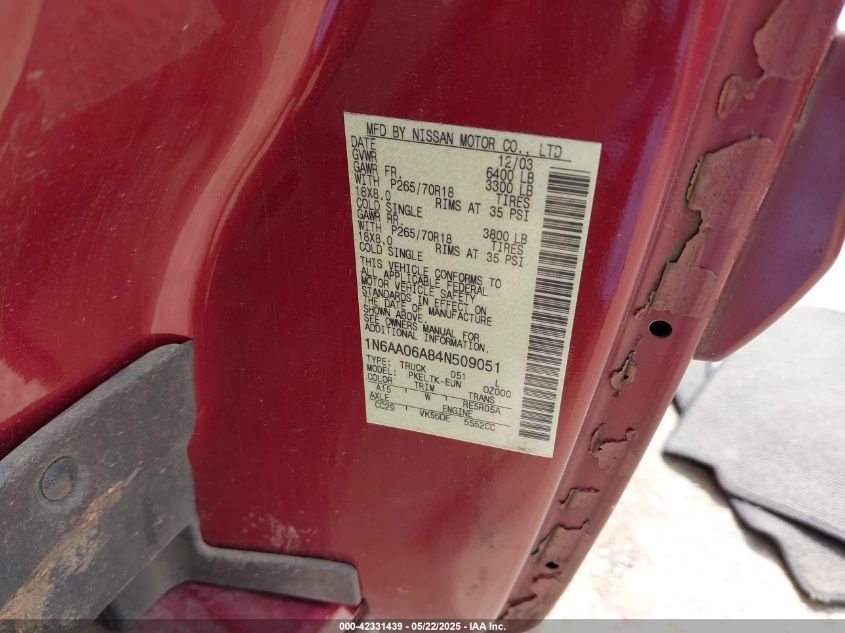 MFD BY NISSAN MOTOR CO., LTD
DATE 12/03
GVWR 6400 LB
GAWR FR. 3300 LB
WITH P265/70R18 TIRES
18X8.0 RIMS AT 35 PSI
COLD SINGLE
GAWR RR. 3800 LB
WITH P265/70R18 TIRES
18X8.0 RIMS AT 35 PSI
COLD SINGLE
THIS VEHICLE CONFORMS TO
ALL APPLICABLE FEDERAL
MOTOR VEHICLE SAFETY
STANDARDS IN EFFECT ON
THE DATE OF MANUFACTURE
SHOWN ABOVE.
SEE OWNERS MANUAL FOR
ADDITIONAL INFORMATION.
1N6AA06A84N509051
TYPE: TRUCK 051 L
MODEL: PKELTK-EUN 0Z000
COLOR TRIM TRANS
A15 W RE5R05A
AXLE ENGINE
CC29 VK56DE 5552CC
000-42331439 - 05/22/2025 - IAA Inc.